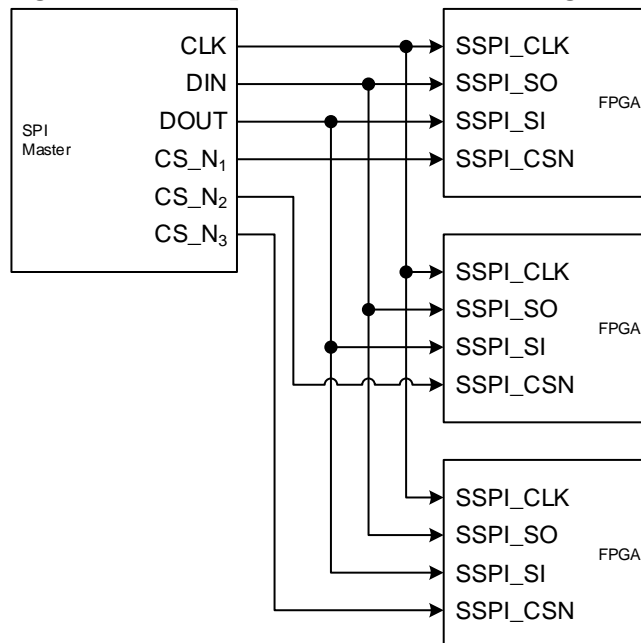 CLK
DIN
DOUT
CS_N₁
CS_N₂
CS_N₃
SPI
Master
SSPI_CLK
SSPI_SO
SSPI_SI
SSPI_CSN
FPGA
SSPI_CLK
SSPI_SO
SSPI_SI
SSPI_CSN
FPGA
SSPI_CLK
SSPI_SO
SSPI_SI
SSPI_CSN
FPGA